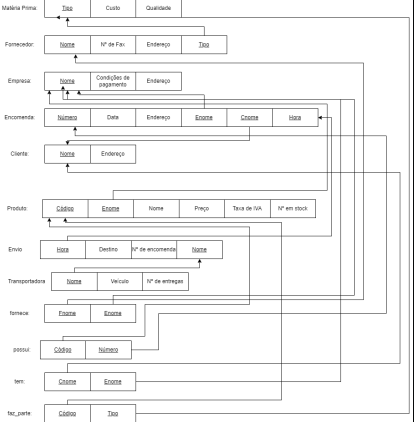 Matéria Prima: Tipo Custo Qualidade
Fornecedor: Nome Nº de Fax Endereço Tipo
Empresa: Nome Condições de pagamento Endereço
Encomenda: Número Data Endereço Enome Cnome Hora
Cliente: Nome Endereço
Produto: Código Enome Nome Preço Taxa de IVA Nº em stock
Envio Hora Destino Nº de encomenda Nome
Transportadora Nome Veículo Nº de entregas
fornece: Fnome Enome
possui: Código Número
tem: Cnome Enome
faz_parte: Código Tipo